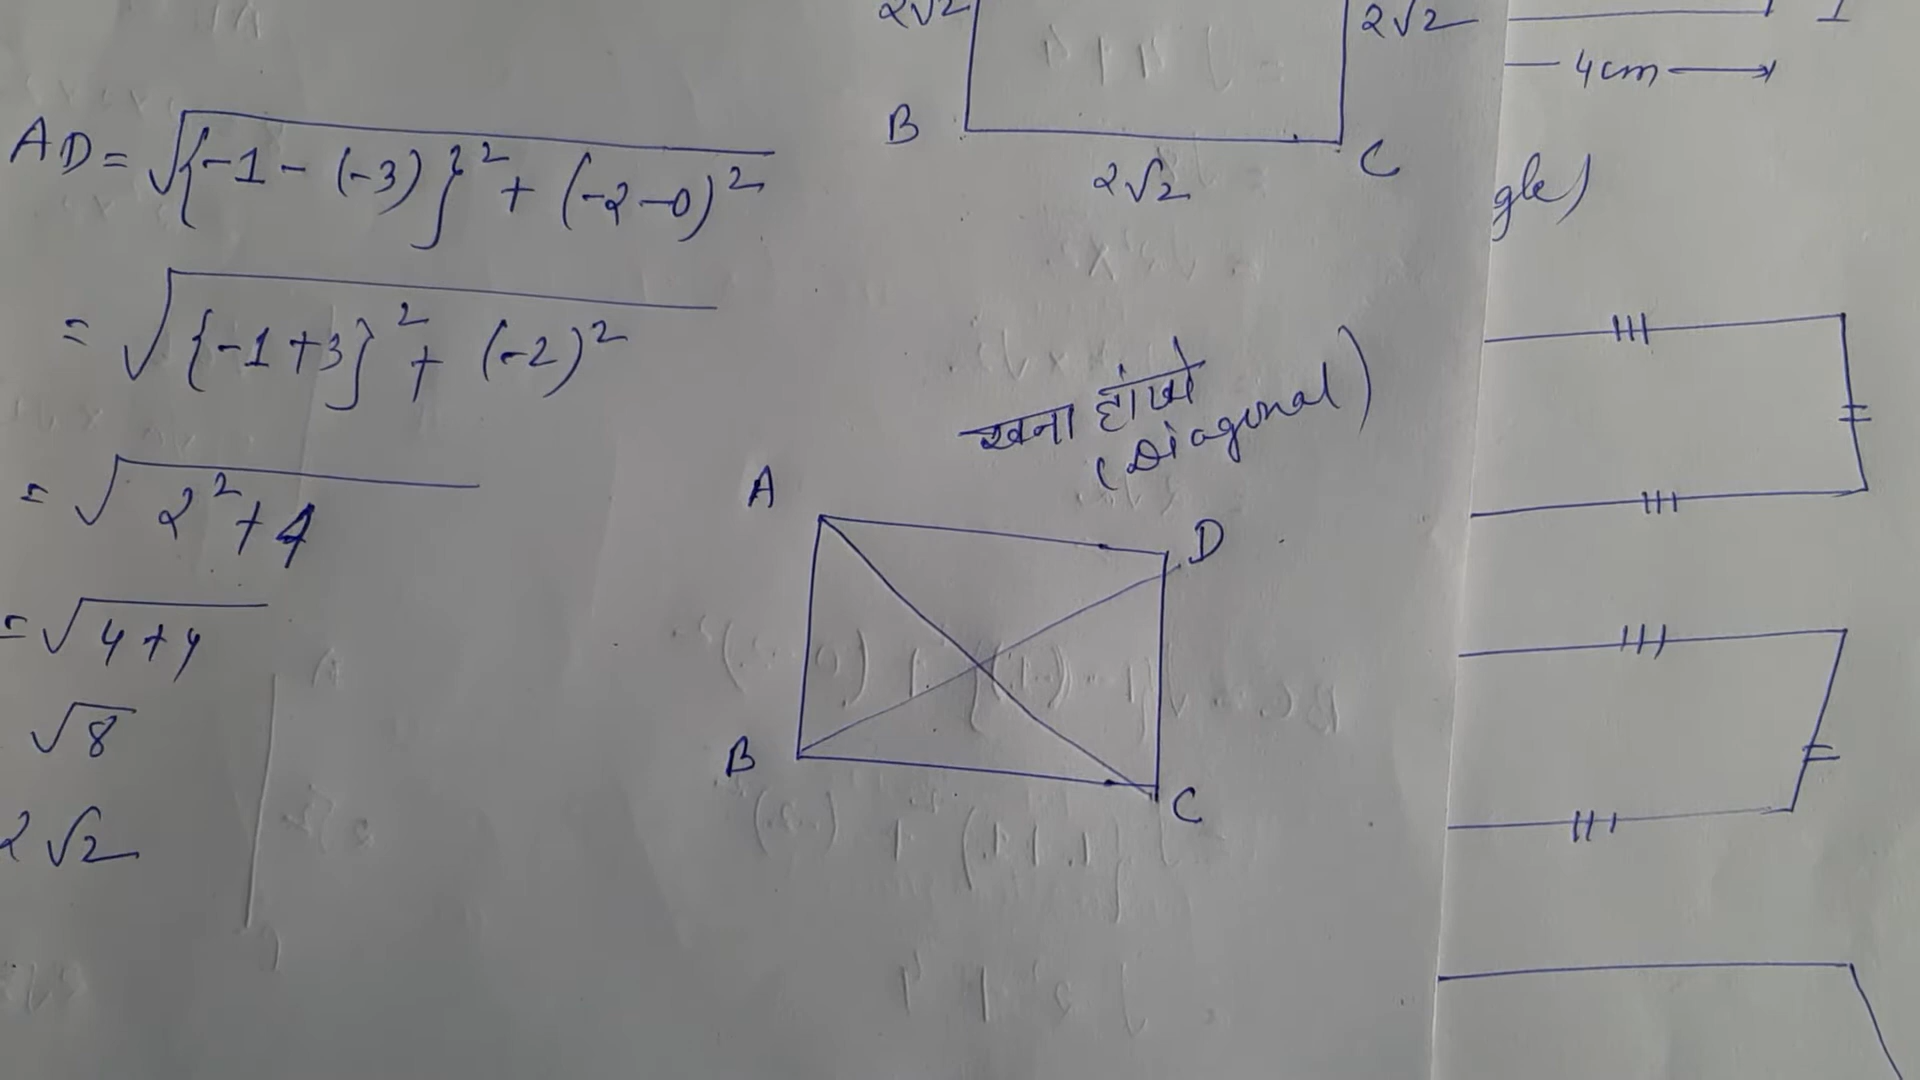 2√2
2√2
4cm
B
C
2√2
gle)
AD = √{-1-(-3)}² + (-2-0)²
= √{-1+3}² + (-2)²
(Diagonal)
= √2²+4
= √4+4
√8
2√2
A
D
B
C